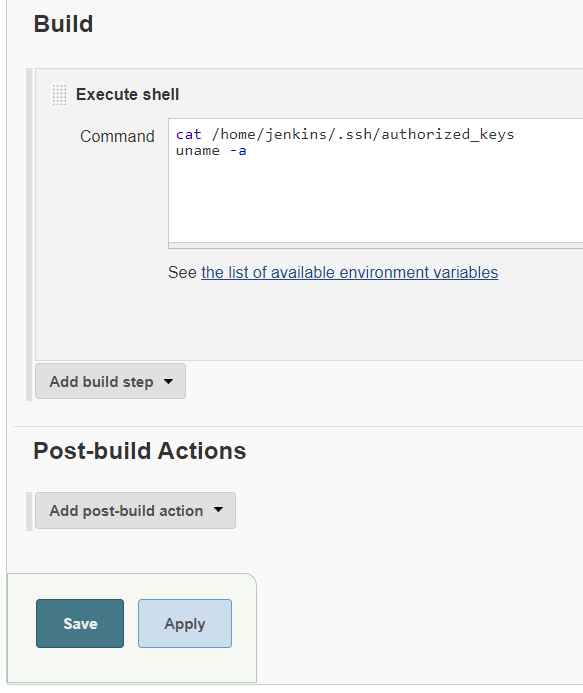 Build
Execute shell
Command
cat /home/jenkins/.ssh/authorized_keys
uname -a
See the list of available environment variables
Add build step
Post-build Actions
Add post-build action
Save
Apply